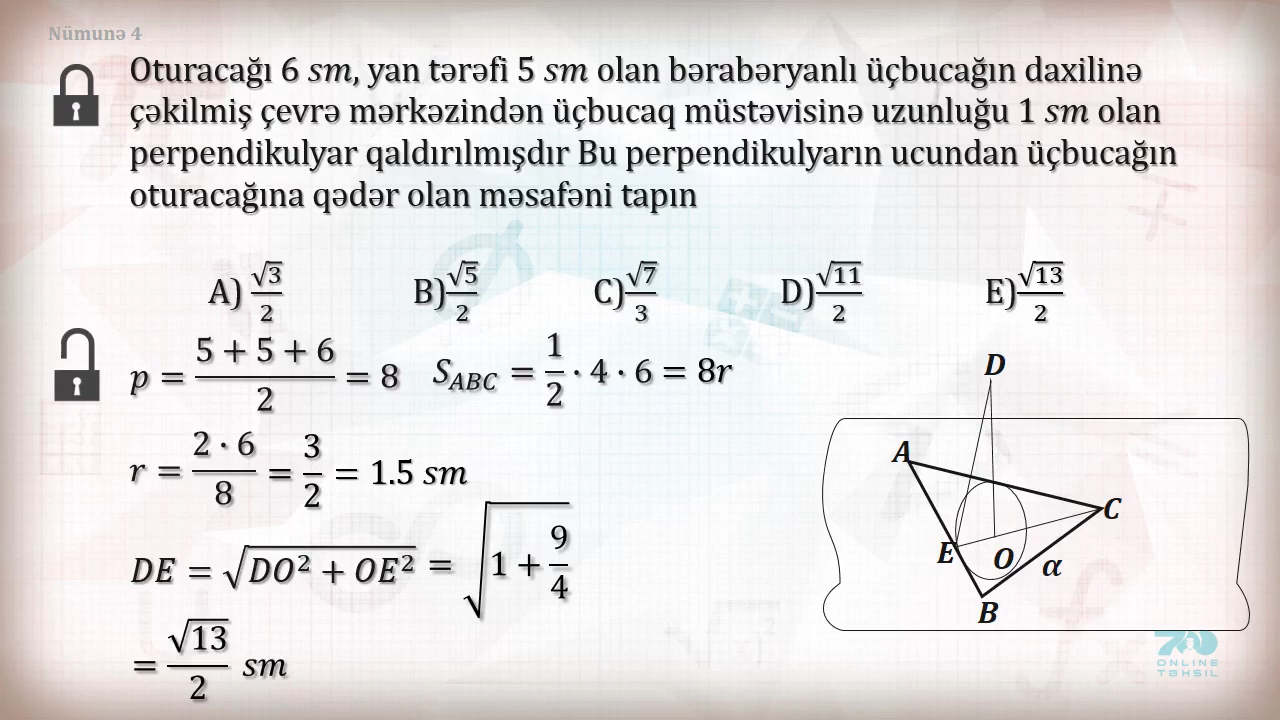 Nümunə 4
Oturacağı 6 sm, yan tərəfi 5 sm olan bərabəryanlı üçbucağın daxilinə
çəkilmiş çevrə mərkəzindən üçbucaq müstəvisinə uzunluğu 1 sm olan
perpendikulyar qaldırılmışdır Bu perpendikulyarın ucundan üçbucağın
oturacağına qədər olan məsafəni tapın
A) √3/2 B) √5/2 C) √7/3 D) √11/2 E) √13/2
p = (5 + 5 + 6)/2 = 8 S_ABC = 1/2 · 4 · 6 = 8r
r = (2 · 6)/8 = 3/2 = 1.5 sm
DE = √(DO² + OE²) = √(1 + 9/4)
= √13/2 sm
D
A
C
E
O
α
B
720
ONLINE
TƏHSİL